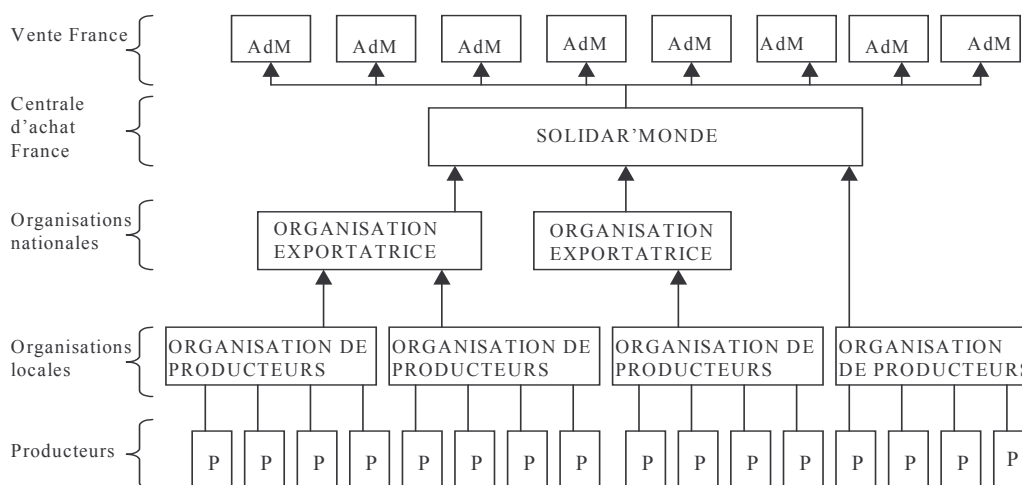 Vente France
AdM AdM AdM AdM AdM AdM AdM AdM
Centrale
d'achat
France
SOLIDAR'MONDE
Organisations
nationales
ORGANISATION
EXPORTATRICE
ORGANISATION
EXPORTATRICE
Organisations
locales
ORGANISATION DE
PRODUCTEURS
ORGANISATION DE
PRODUCTEURS
ORGANISATION DE
PRODUCTEURS
ORGANISATION
DE PRODUCTEURS
Producteurs
P P P P P P P P P P P P P P P P